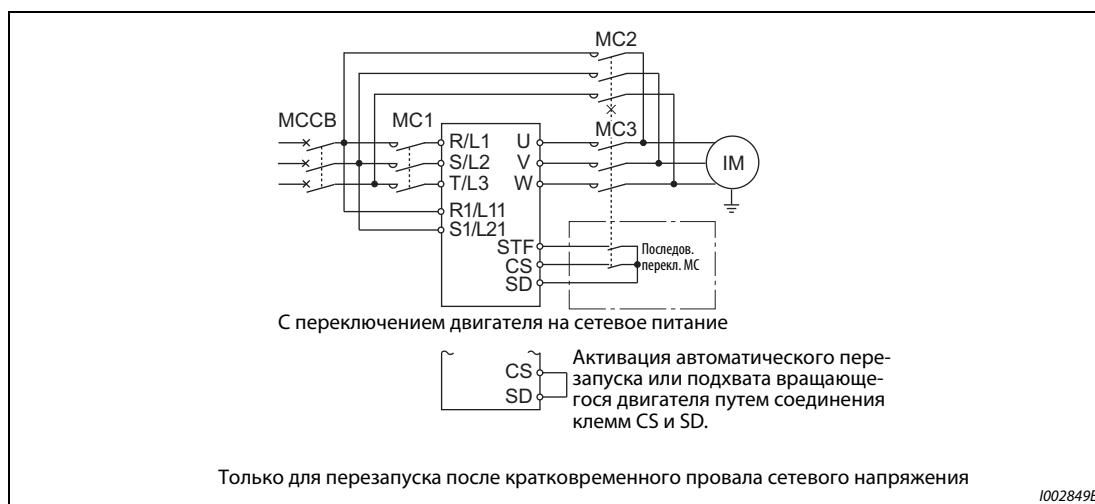 MC2
MCCB
MC1
MC3
R/L1
U
S/L2
V
IM
T/L3
W
R1/L11
S1/L21
STF
CS
SD
Последов.
перекл. MC
С переключением двигателя на сетевое питание
CS
SD
Активация автоматического пере-
запуска или подхвата вращающе-
гося двигателя путем соединения
клемм CS и SD.
Только для перезапуска после кратковременного провала сетевого напряжения
I002849E